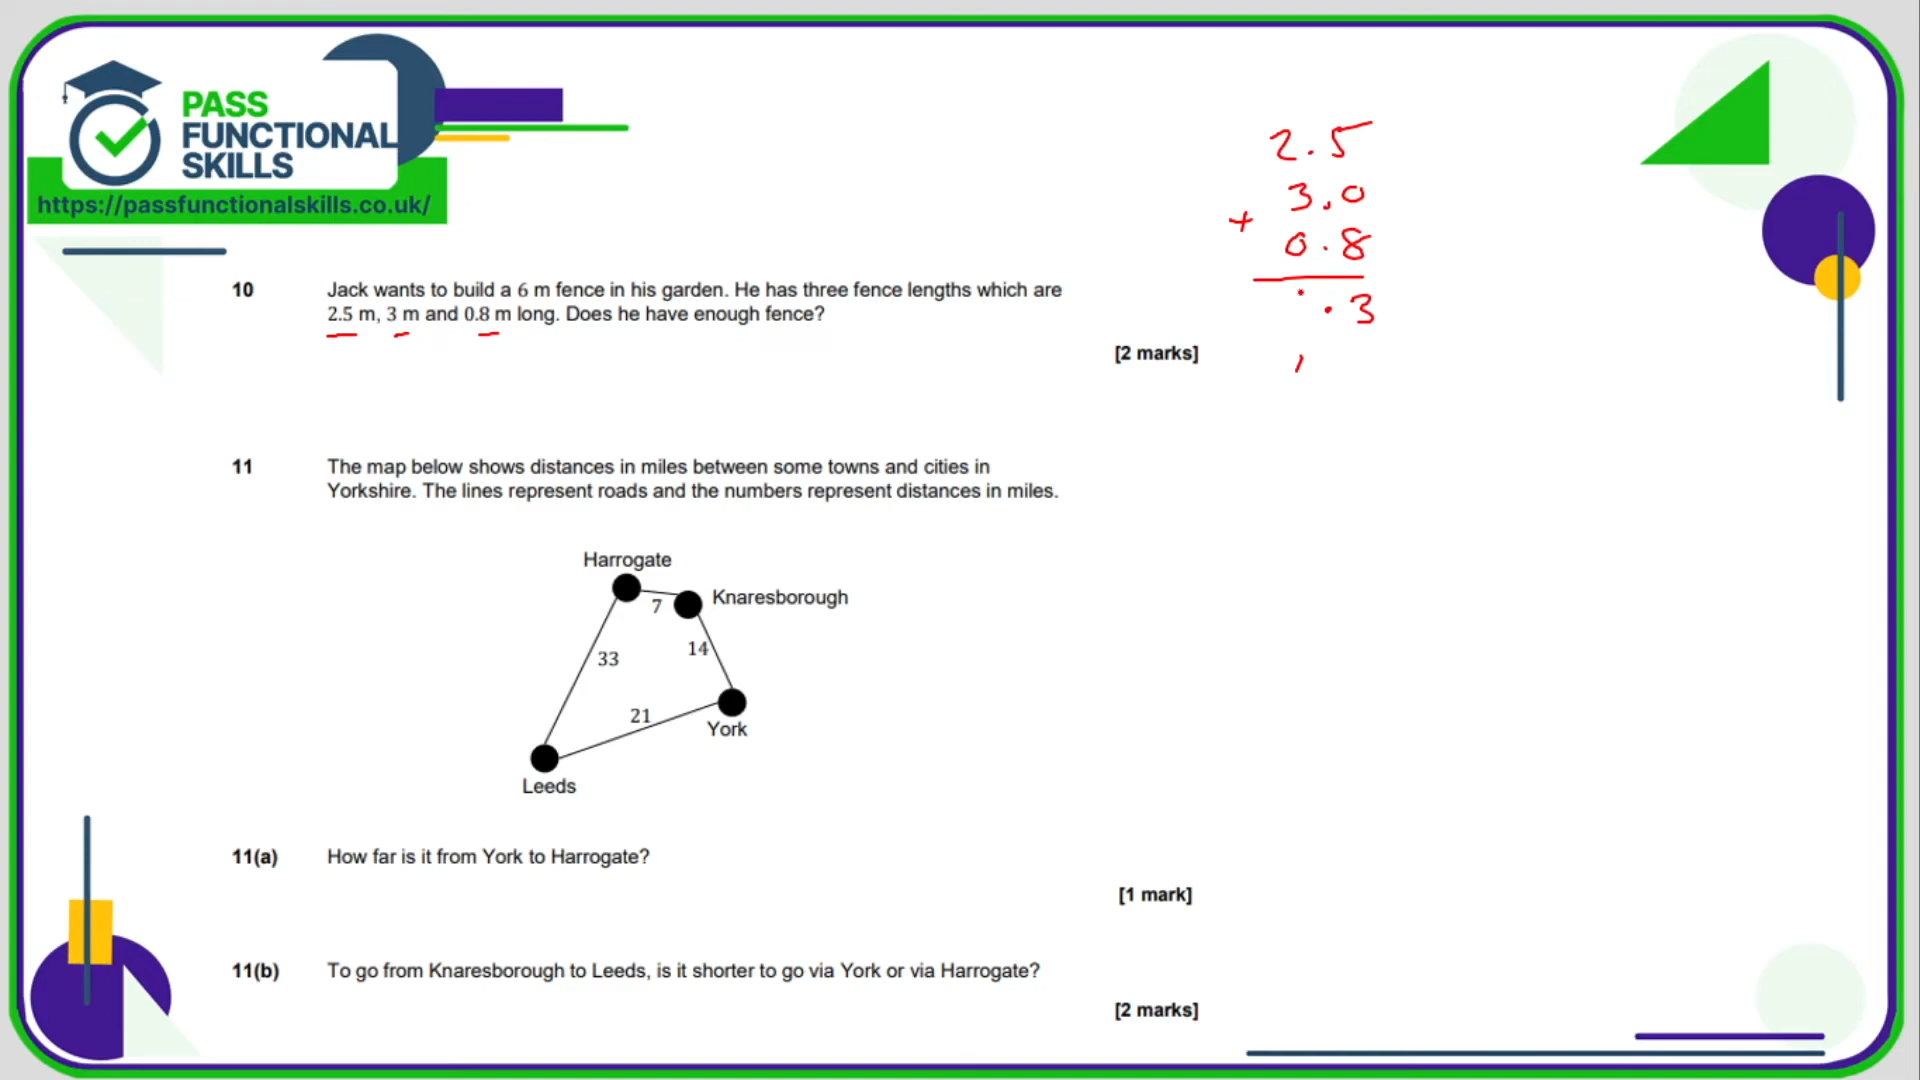 PASS
FUNCTIONAL
SKILLS
https://passfunctionalskills.co.uk/
2.5
3.0
+ 0.8
.3
1
10 Jack wants to build a 6 m fence in his garden. He has three fence lengths which are
2.5 m, 3 m and 0.8 m long. Does he have enough fence?
[2 marks]
11 The map below shows distances in miles between some towns and cities in
Yorkshire. The lines represent roads and the numbers represent distances in miles.
Harrogate
Knaresborough
7
14
33
21
York
Leeds
11(a) How far is it from York to Harrogate?
[1 mark]
11(b) To go from Knaresborough to Leeds, is it shorter to go via York or via Harrogate?
[2 marks]